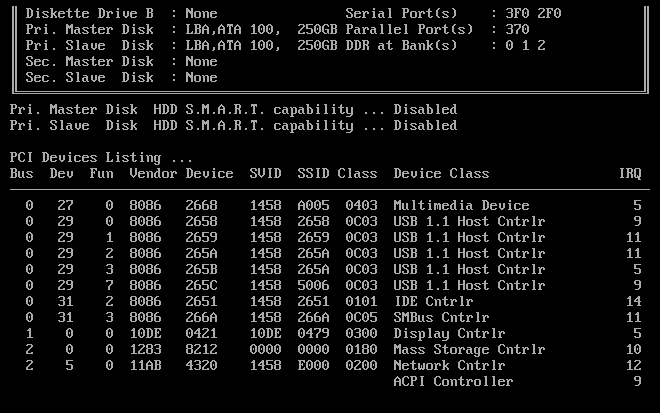 Diskette Drive B : None Serial Port(s) : 3F0 2F0
Pri. Master Disk : LBA,ATA 100, 250GB Parallel Port(s) : 370
Pri. Slave Disk : LBA,ATA 100, 250GB DDR at Bank(s) : 0 1 2
Sec. Master Disk : None
Sec. Slave Disk : None
Pri. Master Disk HDD S.M.A.R.T. capability ... Disabled
Pri. Slave Disk HDD S.M.A.R.T. capability ... Disabled
PCI Devices Listing ...
Bus Dev Fun Vendor Device SVID SSID Class Device Class IRQ
0 27 0 8086 2668 1458 A005 0403 Multimedia Device 5
0 29 0 8086 2658 1458 2658 0C03 USB 1.1 Host Cntrlr 9
0 29 1 8086 2659 1458 2659 0C03 USB 1.1 Host Cntrlr 11
0 29 2 8086 265A 1458 265A 0C03 USB 1.1 Host Cntrlr 11
0 29 3 8086 265B 1458 265A 0C03 USB 1.1 Host Cntrlr 5
0 29 7 8086 265C 1458 5006 0C03 USB 1.1 Host Cntrlr 9
0 31 2 8086 2651 1458 2651 0101 IDE Cntrlr 14
0 31 3 8086 266A 1458 266A 0C05 SMBus Cntrlr 11
1 0 0 10DE 0421 10DE 0479 0300 Display Cntrlr 5
2 0 0 1283 8212 0000 0000 0180 Mass Storage Cntrlr 10
2 5 0 11AB 4320 1458 E000 0200 Network Cntrlr 12
ACPI Controller 9